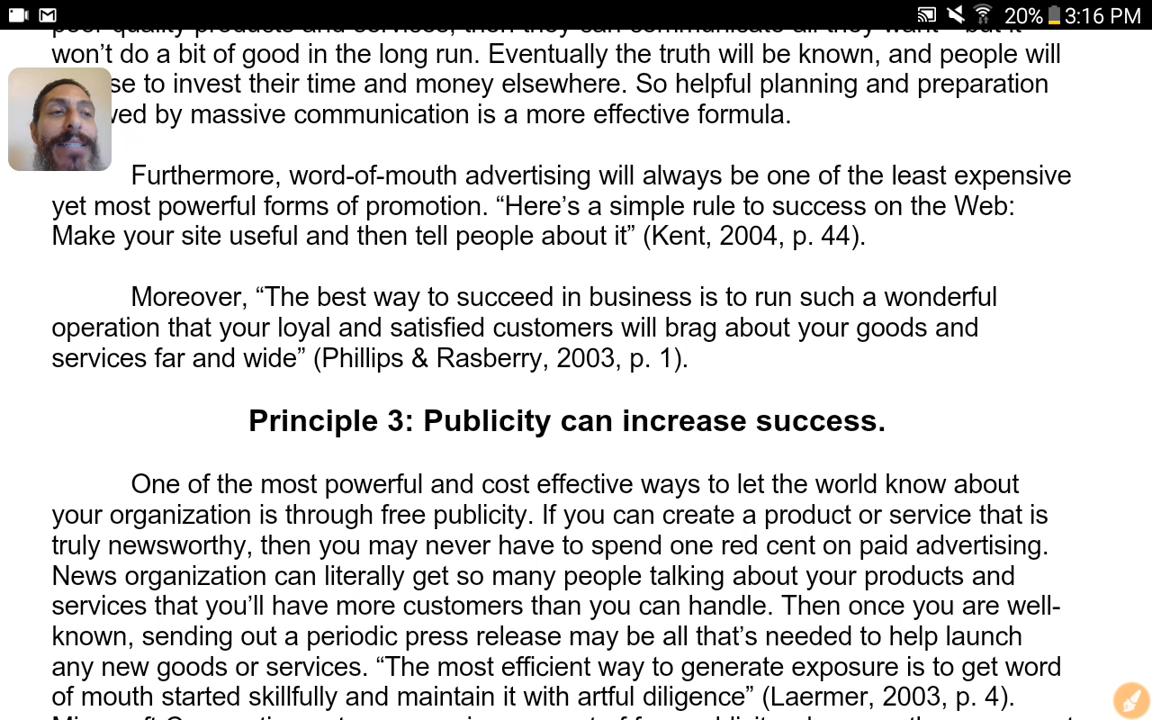 20% 3:16 PM
won't do a bit of good in the long run. Eventually the truth will be known, and people will
se to invest their time and money elsewhere. So helpful planning and preparation
ved by massive communication is a more effective formula.
Furthermore, word-of-mouth advertising will always be one of the least expensive
yet most powerful forms of promotion. “Here’s a simple rule to success on the Web:
Make your site useful and then tell people about it” (Kent, 2004, p. 44).
Moreover, “The best way to succeed in business is to run such a wonderful
operation that your loyal and satisfied customers will brag about your goods and
services far and wide” (Phillips & Rasberry, 2003, p. 1).
Principle 3: Publicity can increase success.
One of the most powerful and cost effective ways to let the world know about
your organization is through free publicity. If you can create a product or service that is
truly newsworthy, then you may never have to spend one red cent on paid advertising.
News organization can literally get so many people talking about your products and
services that you’ll have more customers than you can handle. Then once you are well-
known, sending out a periodic press release may be all that’s needed to help launch
any new goods or services. “The most efficient way to generate exposure is to get word
of mouth started skillfully and maintain it with artful diligence” (Laermer, 2003, p. 4).